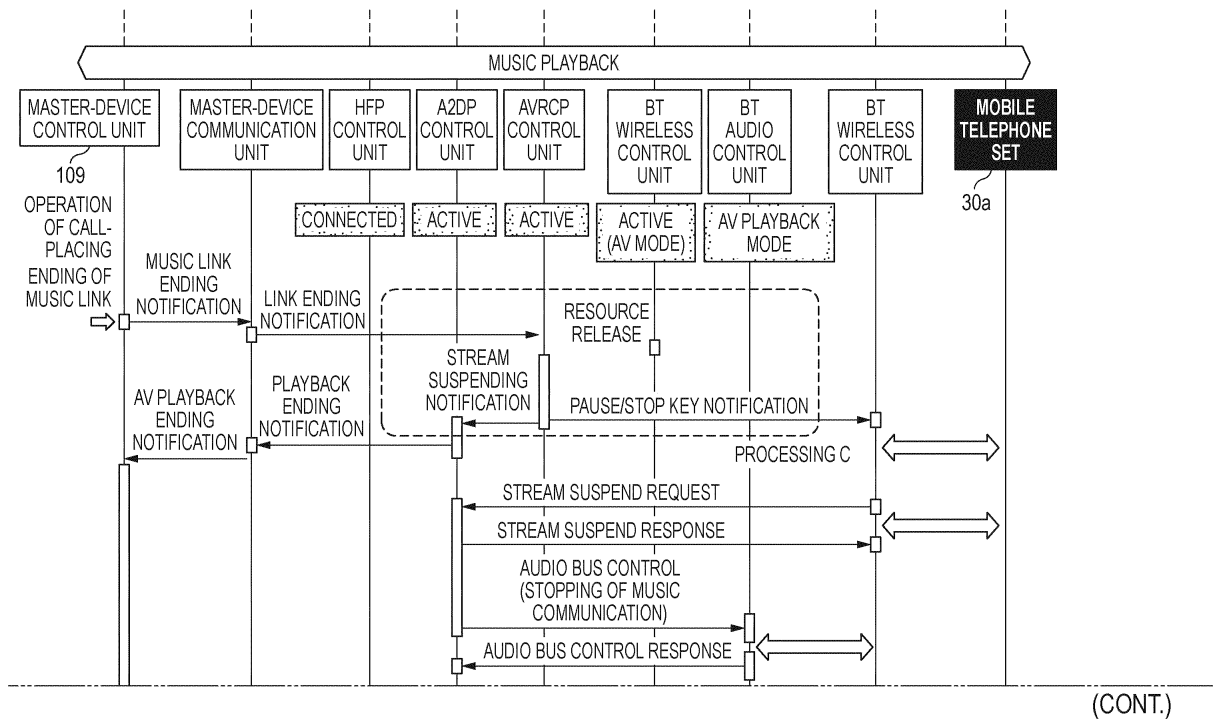 MUSIC PLAYBACK
MASTER-DEVICE
CONTROL UNIT
MASTER-DEVICE
COMMUNICATION
UNIT
HFP
CONTROL
UNIT
A2DP
CONTROL
UNIT
AVRCP
CONTROL
UNIT
BT
WIRELESS
CONTROL
UNIT
BT
AUDIO
CONTROL
UNIT
BT
WIRELESS
CONTROL
UNIT
MOBILE
TELEPHONE
SET
109
30a
CONNECTED
ACTIVE
ACTIVE
ACTIVE
(AV MODE)
AV PLAYBACK
MODE
OPERATION
OF CALL-
PLACING
ENDING OF
MUSIC LINK
MUSIC LINK
ENDING
NOTIFICATION
LINK ENDING
NOTIFICATION
RESOURCE
RELEASE
STREAM
SUSPENDING
NOTIFICATION
PAUSE/STOP KEY NOTIFICATION
PLAYBACK
ENDING
NOTIFICATION
AV PLAYBACK
ENDING
NOTIFICATION
PROCESSING C
STREAM SUSPEND REQUEST
STREAM SUSPEND RESPONSE
AUDIO BUS CONTROL
(STOPPING OF MUSIC
COMMUNICATION)
AUDIO BUS CONTROL RESPONSE
(CONT.)